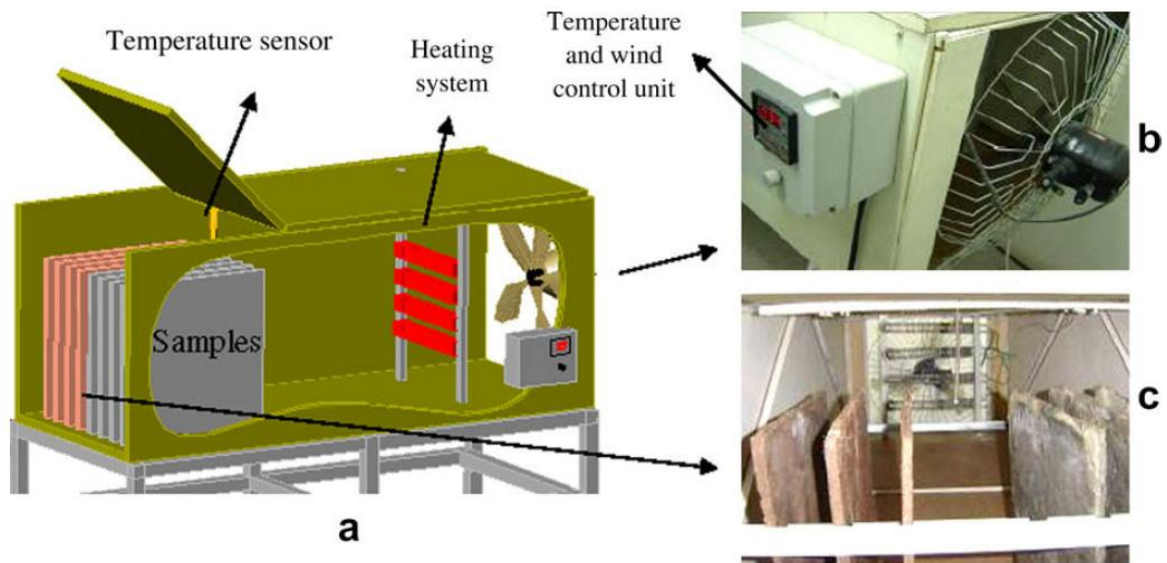 Temperature sensor
Heating
system
Temperature
and wind
control unit
Samples
a
b
c